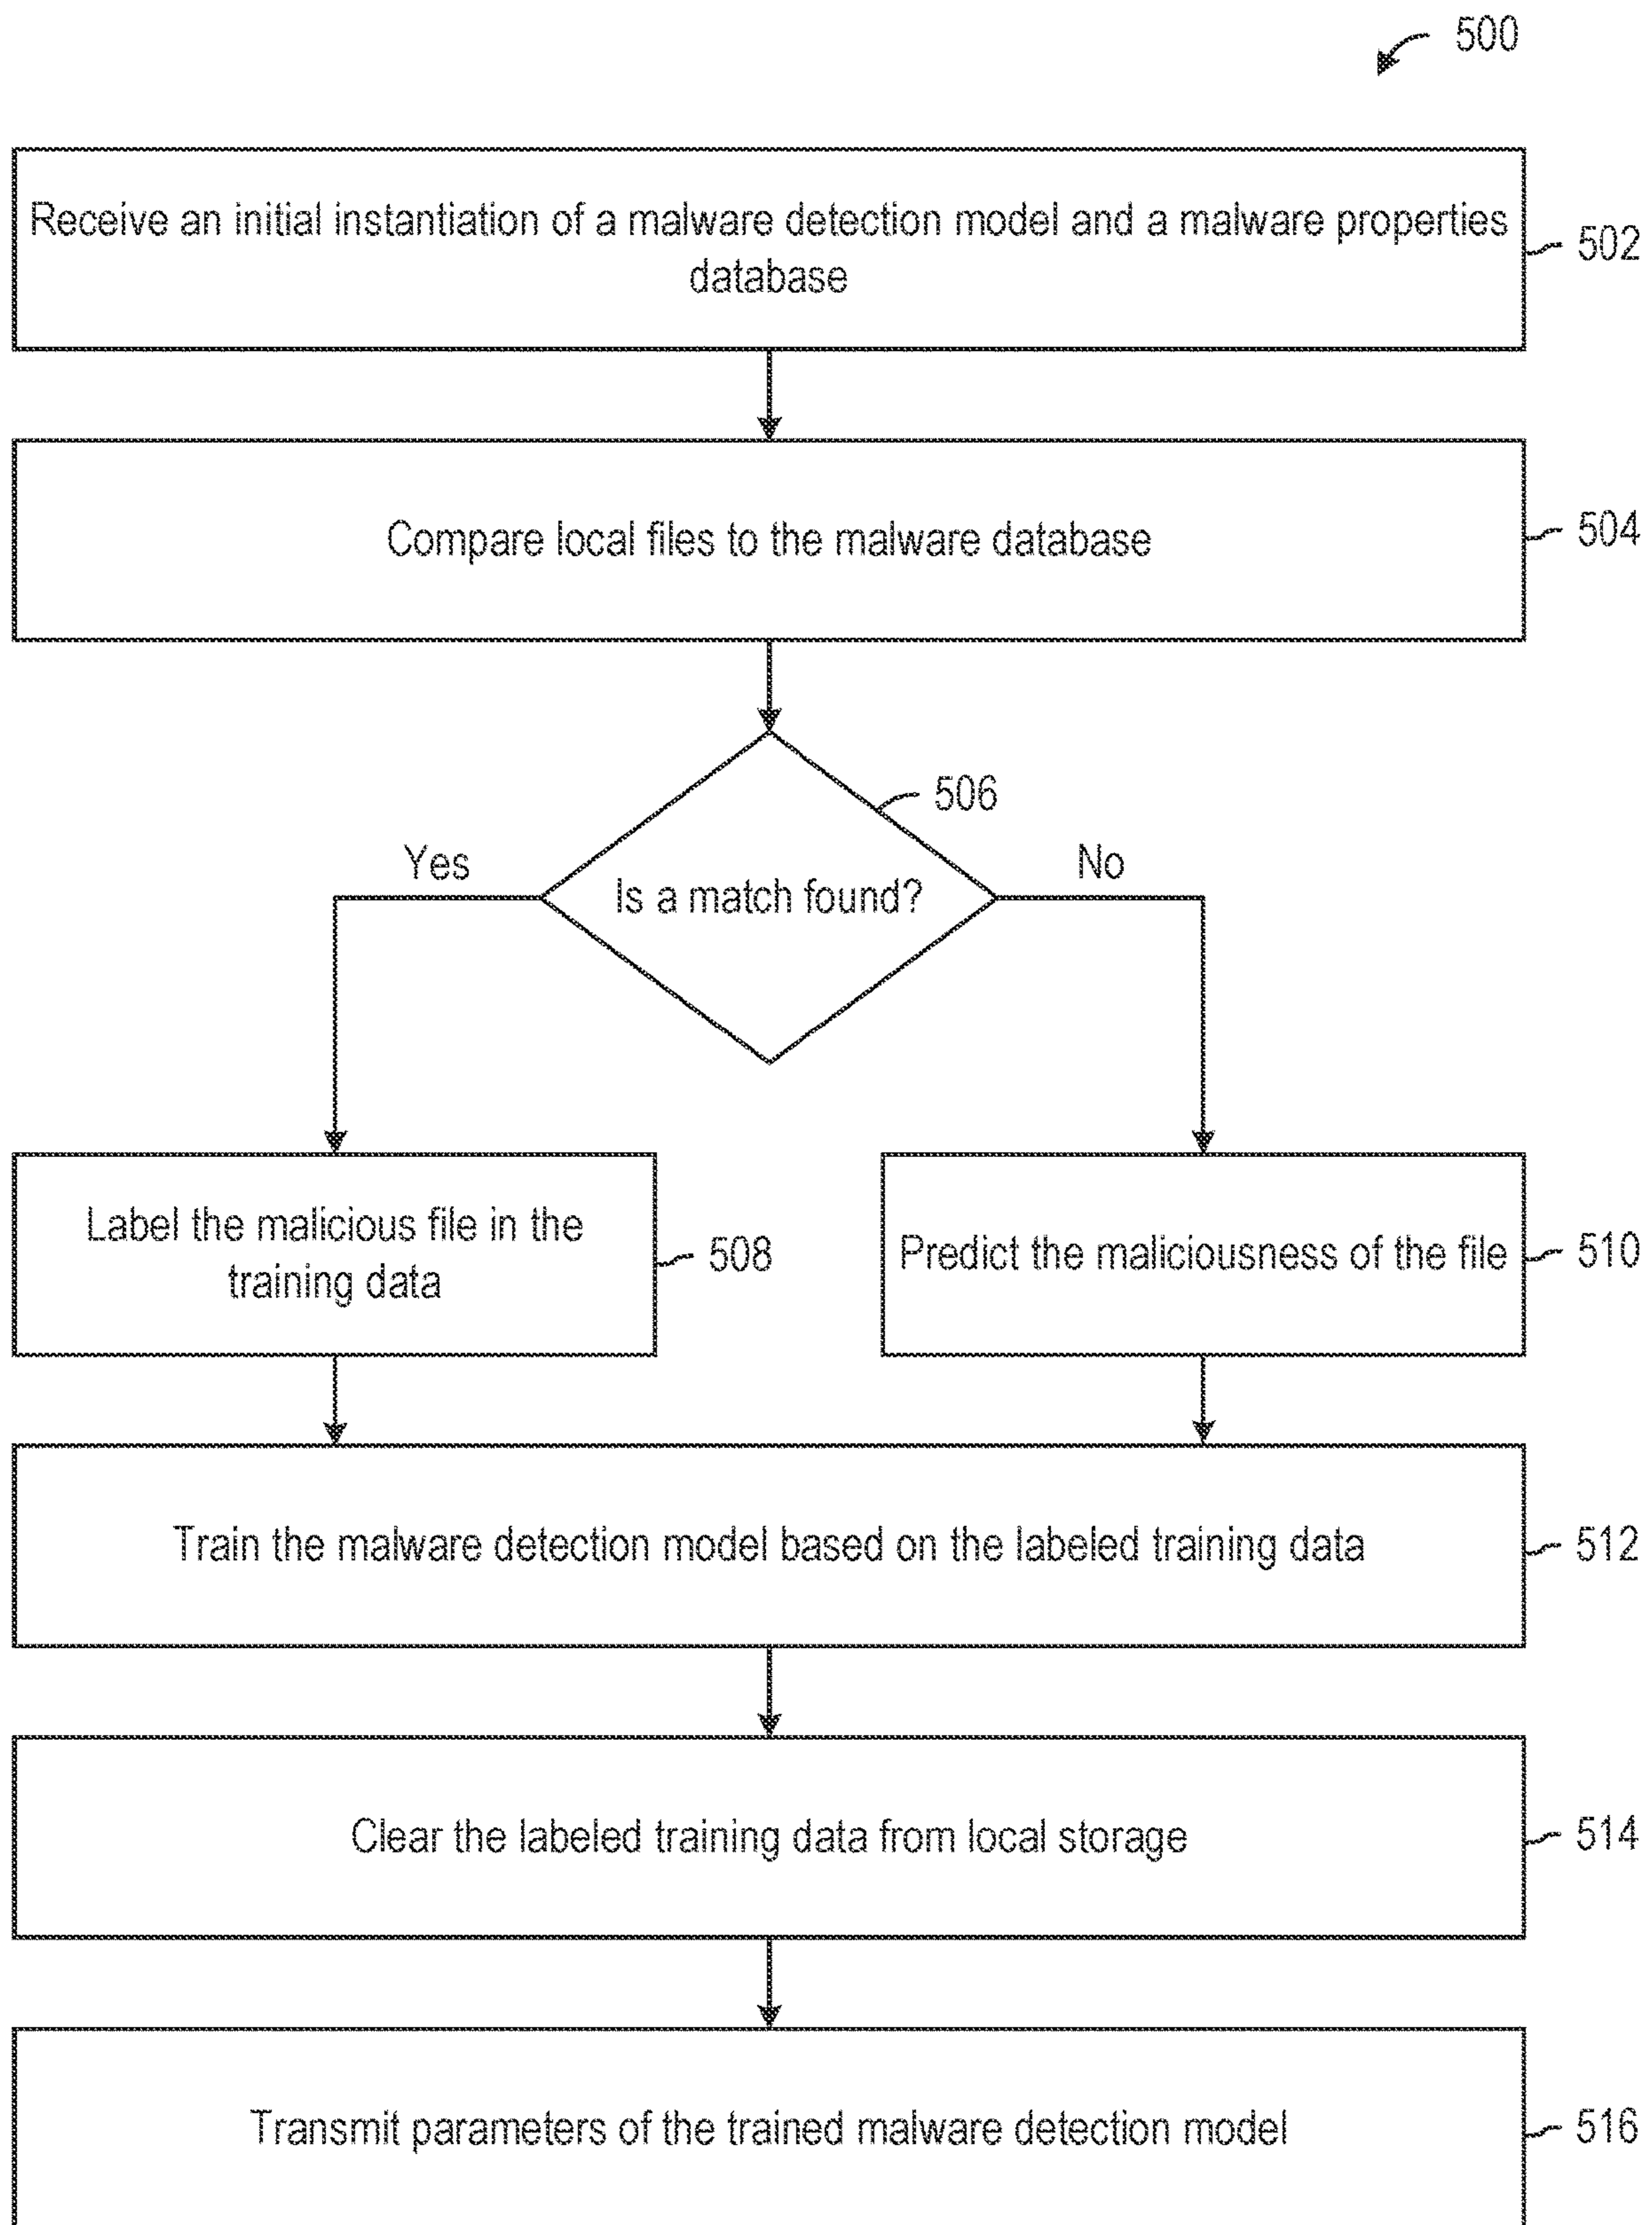 500
Receive an initial instantiation of a malware detection model and a malware properties
database
502
Compare local files to the malware database
504
506
Yes
No
Is a match found?
Label the malicious file in the
training data
508
Predict the maliciousness of the file
510
Train the malware detection model based on the labeled training data
512
Clear the labeled training data from local storage
514
Transmit parameters of the trained malware detection model
516